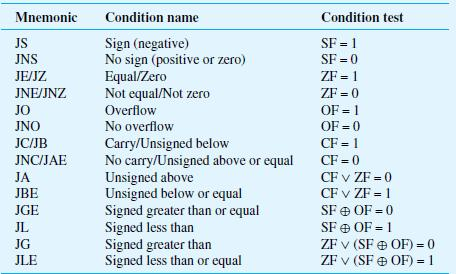 Mnemonic Condition name Condition test
JS Sign (negative) SF = 1
JNS No sign (positive or zero) SF = 0
JE/JZ Equal/Zero ZF = 1
JNE/JNZ Not equal/Not zero ZF = 0
JO Overflow OF = 1
JNO No overflow OF = 0
JC/JB Carry/Unsigned below CF = 1
JNC/JAE No carry/Unsigned above or equal CF = 0
JA Unsigned above CF ∨ ZF = 0
JBE Unsigned below or equal CF ∨ ZF = 1
JGE Signed greater than or equal SF ⊕ OF = 0
JL Signed less than SF ⊕ OF = 1
JG Signed greater than ZF ∨ (SF ⊕ OF) = 0
JLE Signed less than or equal ZF ∨ (SF ⊕ OF) = 1